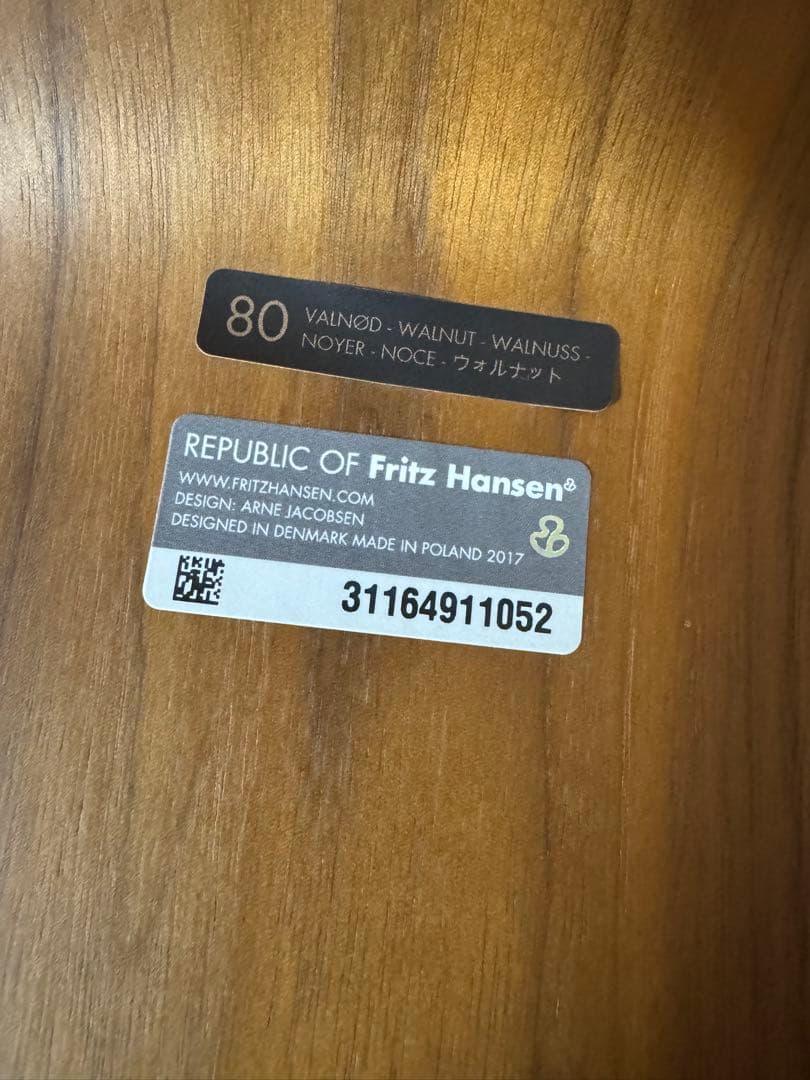 80
VALNØD - WALNUT - WALNUSS -
NOYER - NOCE - ウォルナット
REPUBLIC OF Fritz Hansen
WWW.FRITZHANSEN.COM
DESIGN: ARNE JACOBSEN
DESIGNED IN DENMARK MADE IN POLAND 2017
31164911052